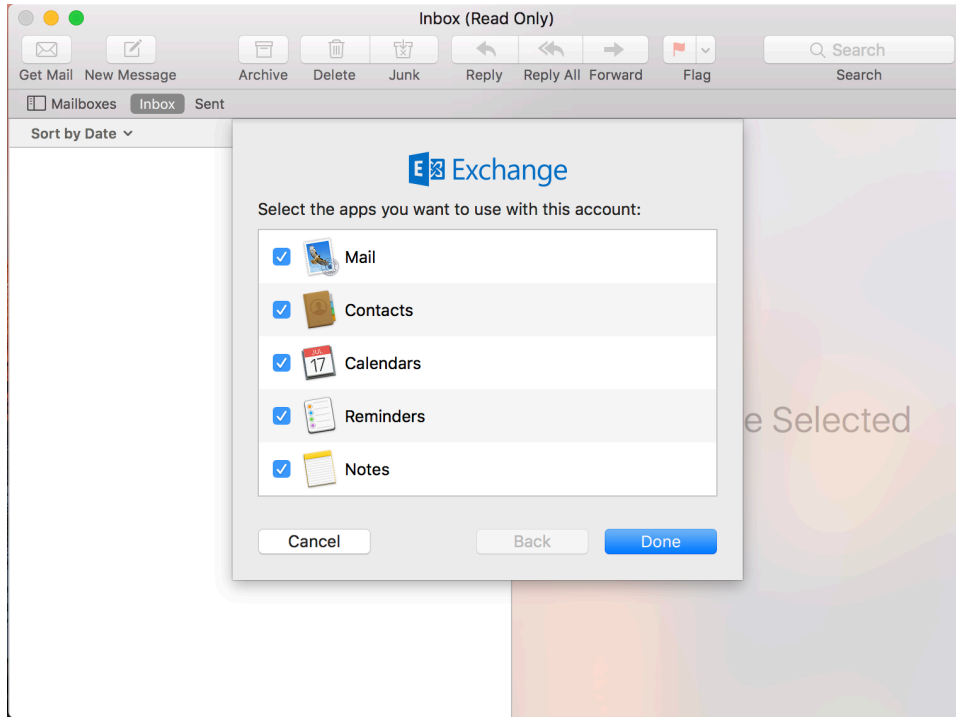 Inbox (Read Only)
Get Mail New Message Archive Delete Junk Reply Reply All Forward Flag Search
Search
Mailboxes Inbox Sent
Sort by Date
E Exchange
Select the apps you want to use with this account:
Mail
Contacts
JUL
17
Calendars
Reminders
Notes
e Selected
Cancel Back Done